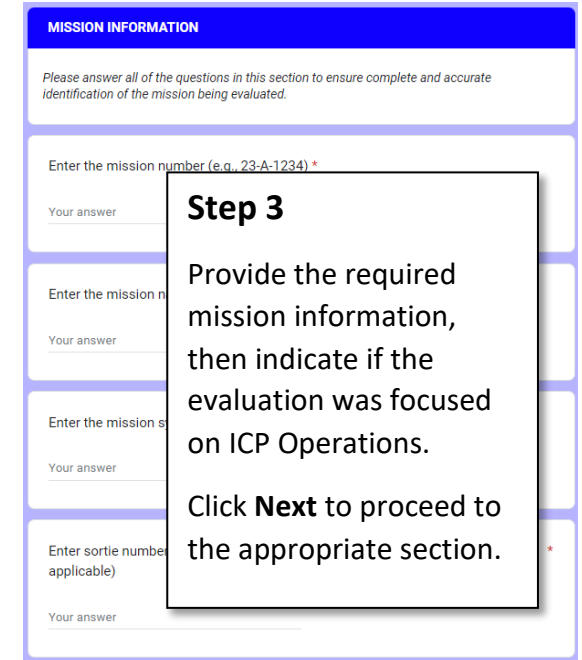 MISSION INFORMATION
Please answer all of the questions in this section to ensure complete and accurate
identification of the mission being evaluated.
Enter the mission number (e.g., 23-A-1234) *
Your answer
Enter the mission
Your answer
Enter the mission
Your answer
Enter sortie number
*
applicable)
Your answer
Step 3
Provide the required
mission information,
then indicate if the
evaluation was focused
on ICP Operations.
Click Next to proceed to
the appropriate section.